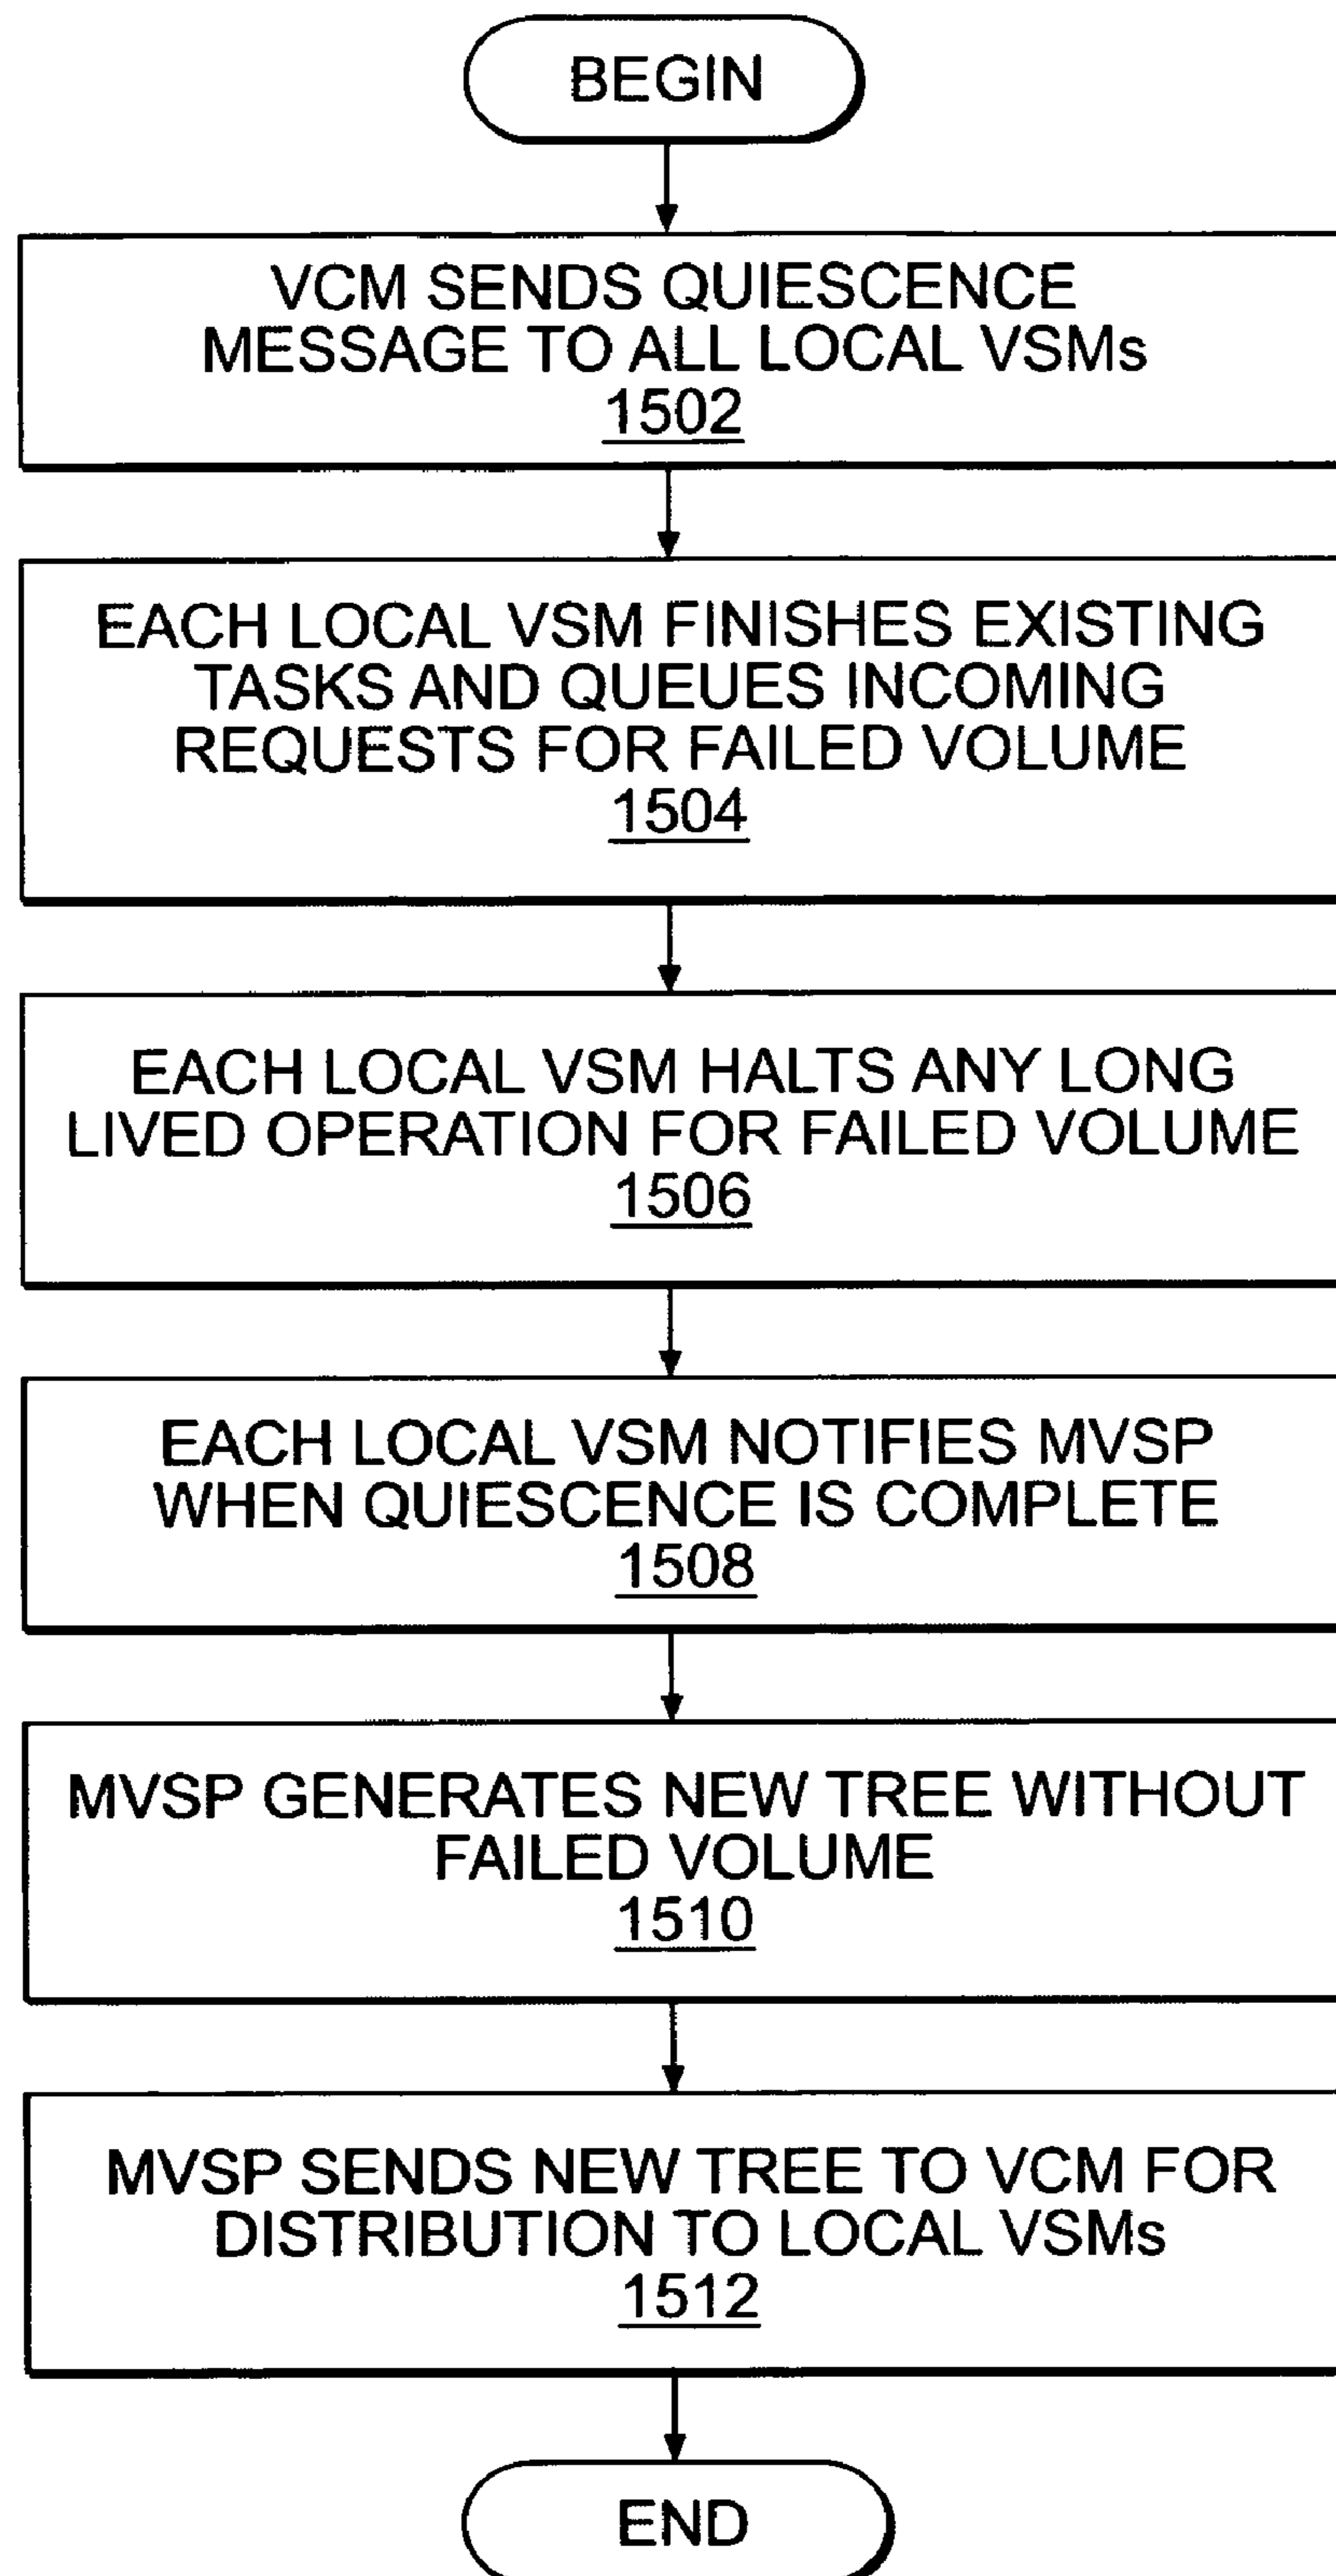 BEGIN
VCM SENDS QUIESCENCE
MESSAGE TO ALL LOCAL VSMs
1502
EACH LOCAL VSM FINISHES EXISTING
TASKS AND QUEUES INCOMING
REQUESTS FOR FAILED VOLUME
1504
EACH LOCAL VSM HALTS ANY LONG
LIVED OPERATION FOR FAILED VOLUME
1506
EACH LOCAL VSM NOTIFIES MVSP
WHEN QUIESCENCE IS COMPLETE
1508
MVSP GENERATES NEW TREE WITHOUT
FAILED VOLUME
1510
MVSP SENDS NEW TREE TO VCM FOR
DISTRIBUTION TO LOCAL VSMs
1512
END